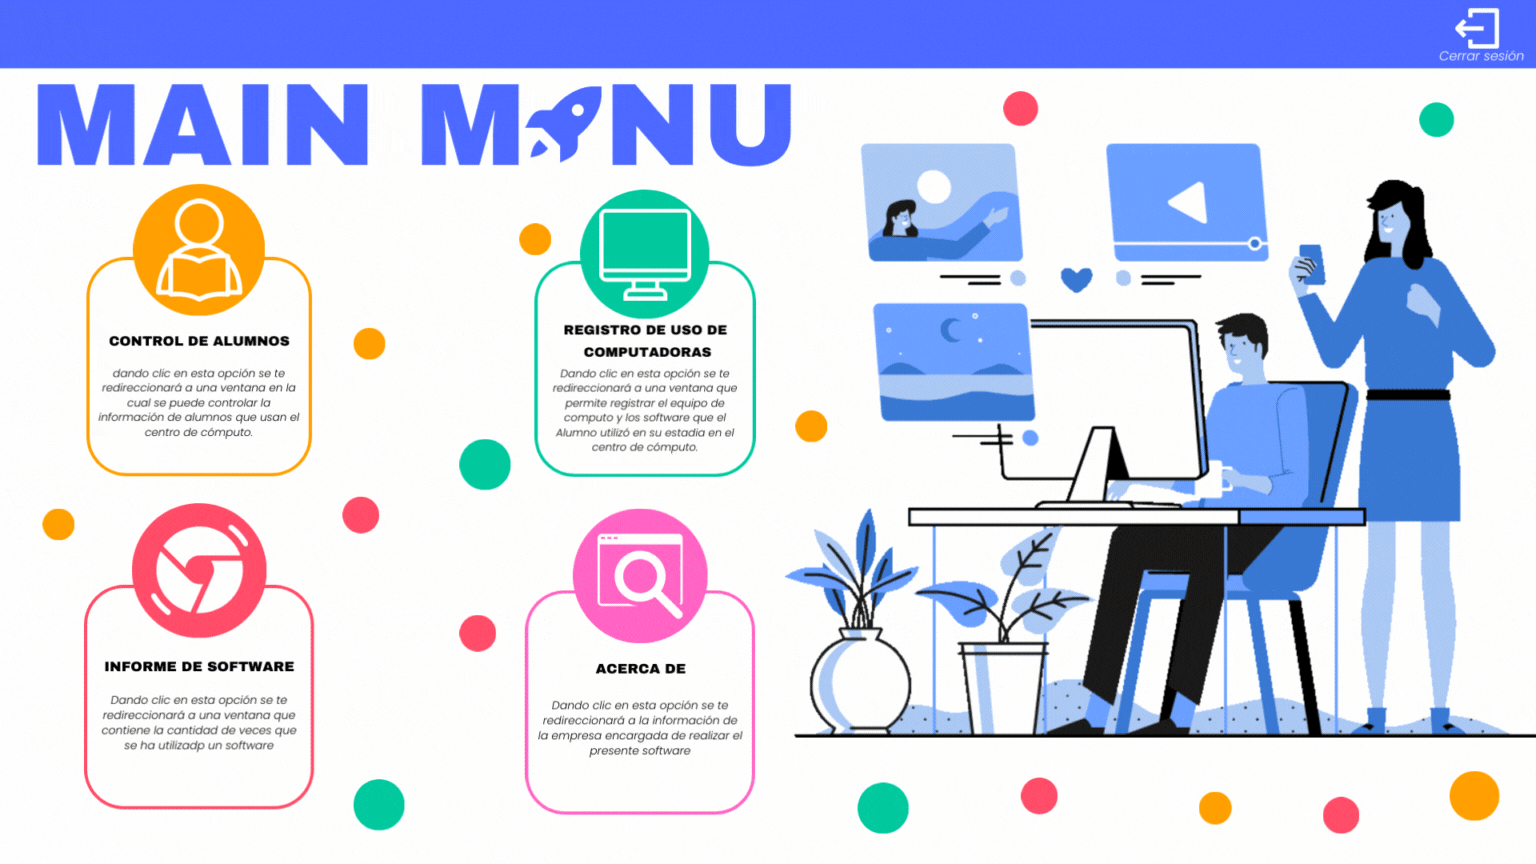 Cerrar sesión
MAIN MNU
CONTROL DE ALUMNOS
dando clic en esta opción se te
redireccionará a una ventana en la
cual se puede controlar la
información de alumnos que usan el
centro de cómputo.
REGISTRO DE USO DE
COMPUTADORAS
Dando clic en esta opción se te
redireccionará a una ventana que
permite registrar el equipo de
computo y los software que el
Alumno utilizó en su estadia en el
centro de cómputo.
INFORME DE SOFTWARE
Dando clic en esta opción se te
redireccionará a una ventana que
contiene la cantidad de veces que
se ha utilizadp un software
ACERCA DE
Dando clic en esta opción se te
redireccionará a la información de
la empresa encargada de realizar el
presente software